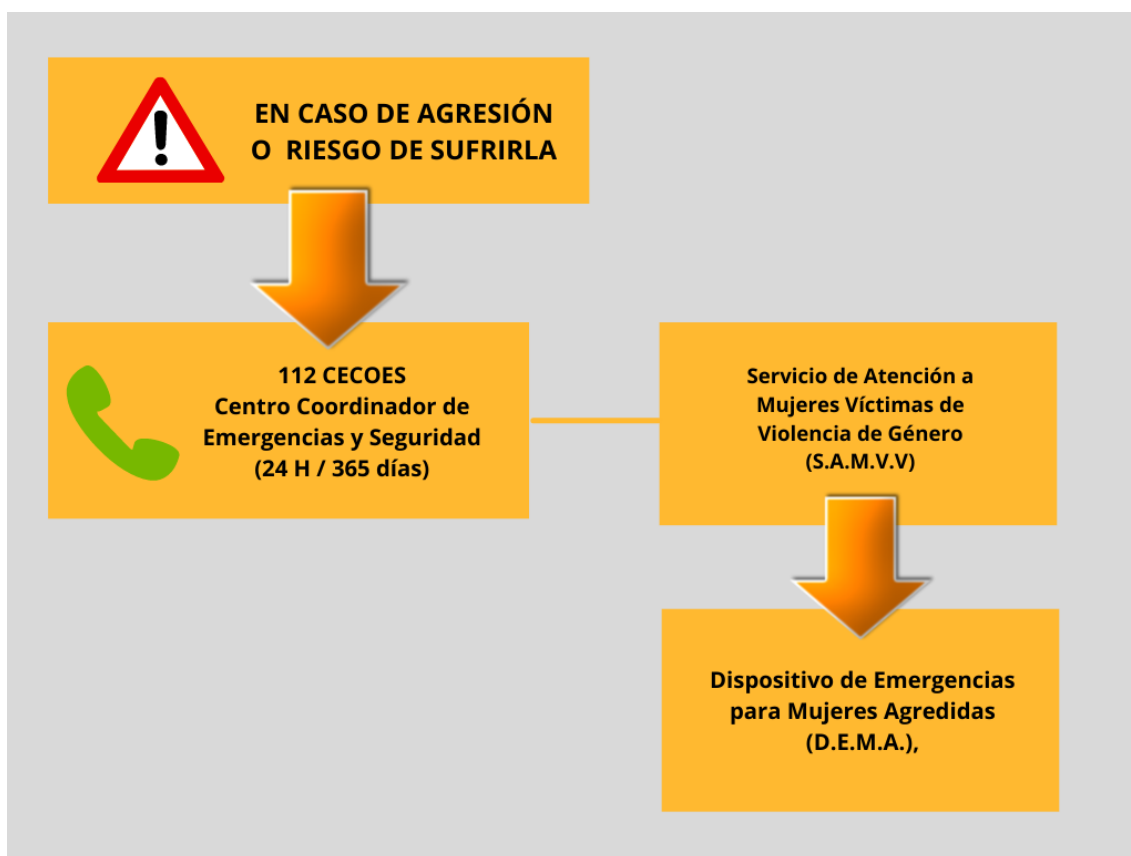 EN CASO DE AGRESIÓN
O RIESGO DE SUFRIRLA
112 CECOES
Centro Coordinador de
Emergencias y Seguridad
(24 H / 365 días)
Servicio de Atención a
Mujeres Víctimas de
Violencia de Género
(S.A.M.V.V)
Dispositivo de Emergencias
para Mujeres Agredidas
(D.E.M.A.),